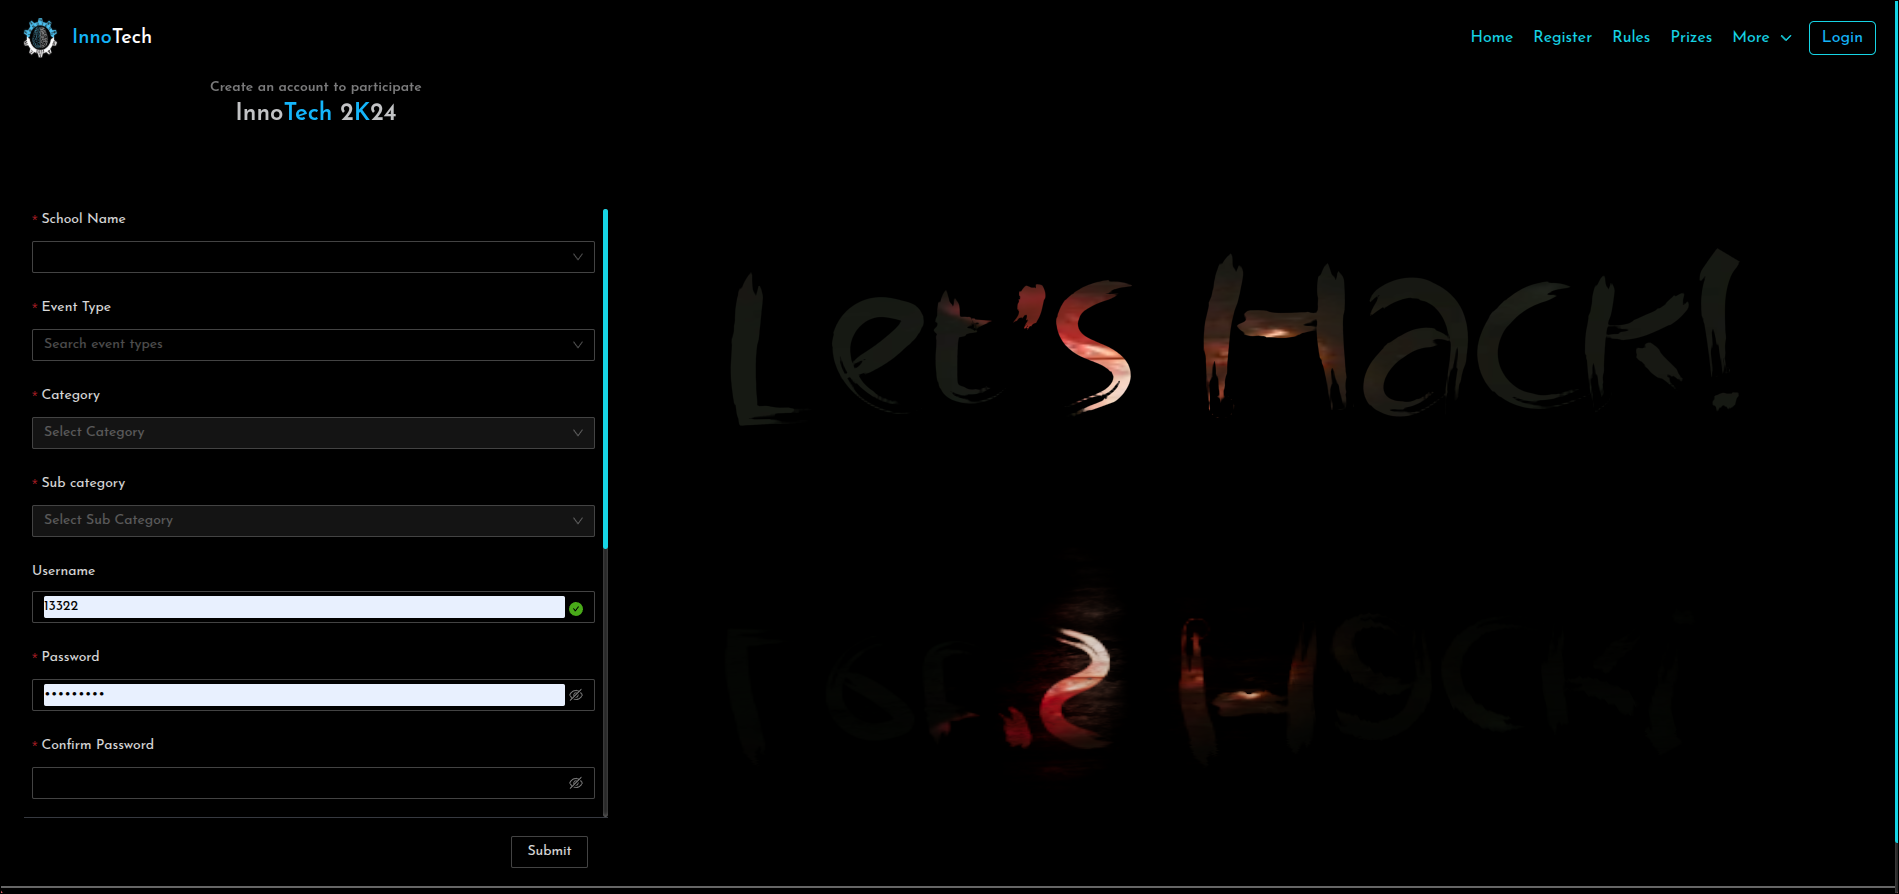 InnoTech
Home Register Rules Prizes More Login
Create an account to participate
InnoTech 2K24
* School Name
* Event Type
Search event types
* Category
Select Category
* Sub category
Select Sub Category
Username
13322
* Password
•••••••••
* Confirm Password
Submit
Let's Hack!